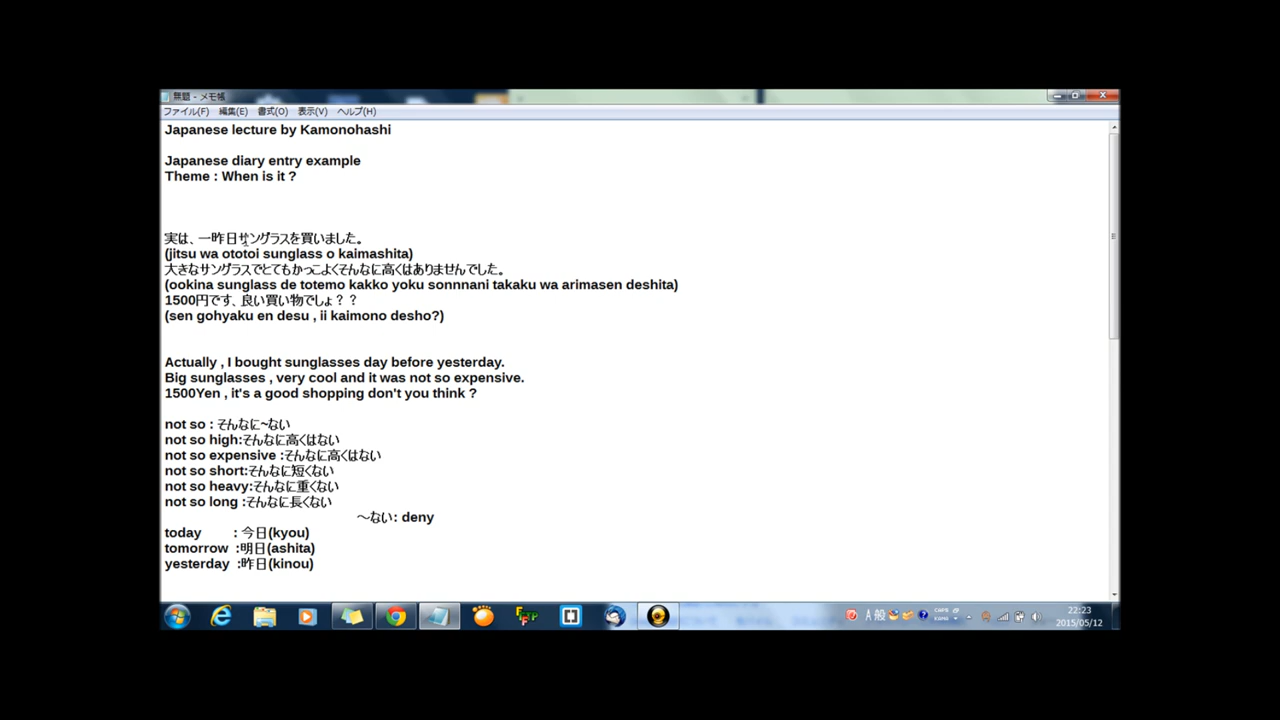 無題 - メモ帳
ファイル(F) 編集(E) 書式(O) 表示(V) ヘルプ(H)
Japanese lecture by Kamonohashi
Japanese diary entry example
Theme : When is it ?
実は、一昨日サングラスを買いました。
(jitsu wa ototoi sunglass o kaimashita)
大きなサングラスでとてもかっこよくそんなに高くはありませんでした。
(ookina sunglass de totemo kakko yoku sonnnani takaku wa arimasen deshita)
1500円です、良い買い物でしょ？？
(sen gohyaku en desu , ii kaimono desho?)
Actually , I bought sunglasses day before yesterday.
Big sunglasses , very cool and it was not so expensive.
1500Yen , it's a good shopping don't you think ?
not so : そんなに~ない
not so high:そんなに高くはない
not so expensive :そんなに高くはない
not so short:そんなに短くない
not so heavy:そんなに重くない
not so long :そんなに長くない
～ない: deny
today : 今日(kyou)
tomorrow :明日(ashita)
yesterday :昨日(kinou)
A 般
CAPS
KANA
22:23
2015/05/12